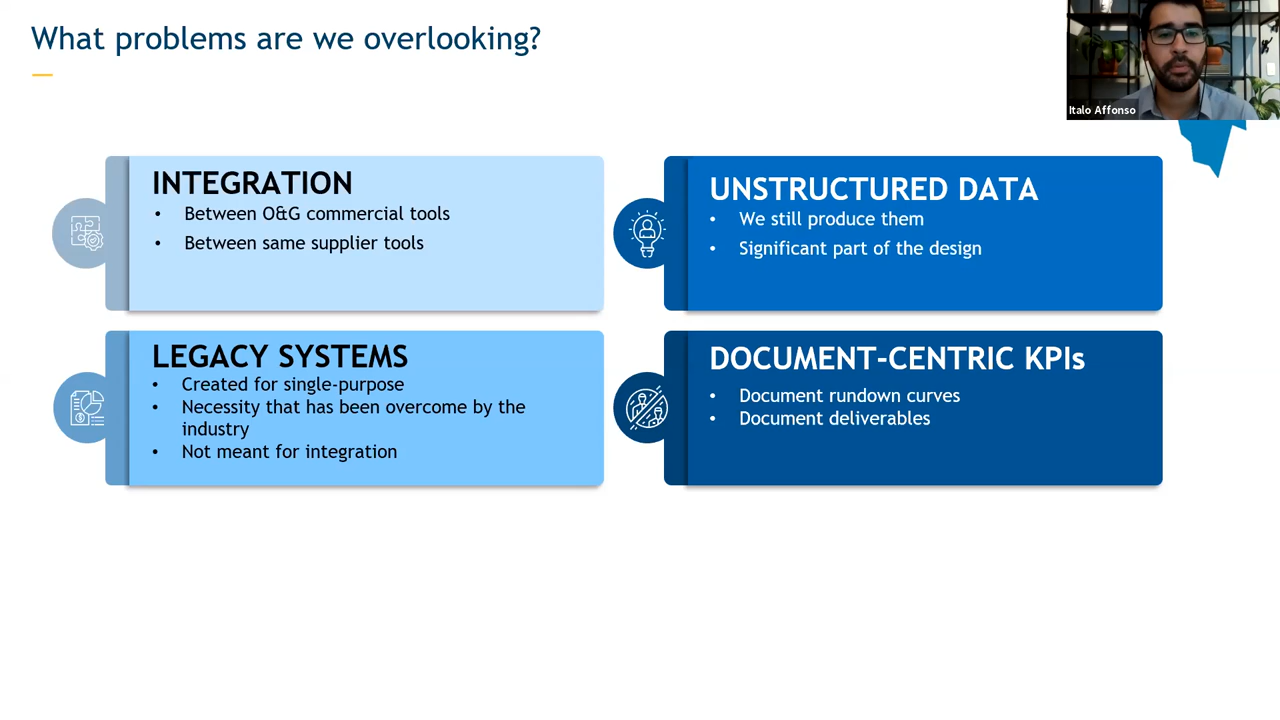 What problems are we overlooking?
Italo Affonso
INTEGRATION
• Between O&G commercial tools
• Between same supplier tools
UNSTRUCTURED DATA
• We still produce them
• Significant part of the design
LEGACY SYSTEMS
• Created for single-purpose
• Necessity that has been overcome by the
industry
• Not meant for integration
DOCUMENT-CENTRIC KPIs
• Document rundown curves
• Document deliverables